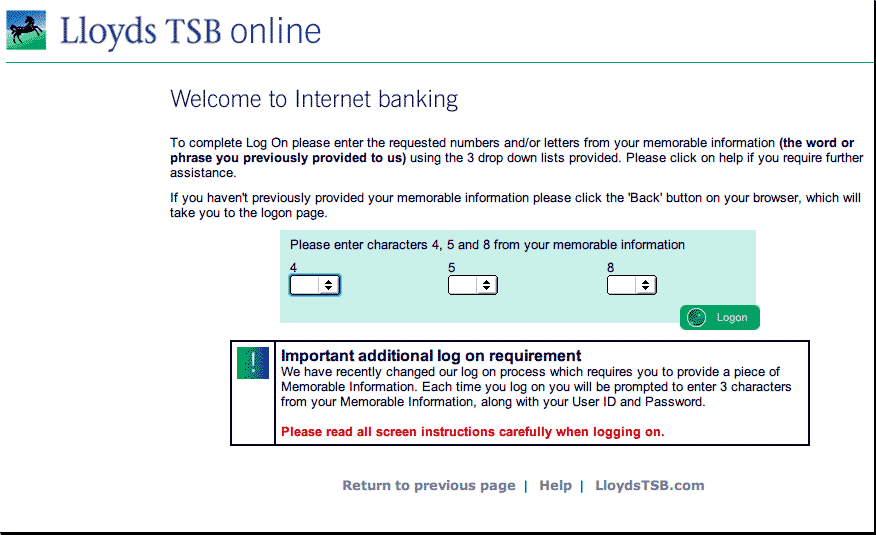 Lloyds TSB online
Welcome to Internet banking
To complete Log On please enter the requested numbers and/or letters from your memorable information (the word or
phrase you previously provided to us) using the 3 drop down lists provided. Please click on help if you require further
assistance.
If you haven't previously provided your memorable information please click the 'Back' button on your browser, which will
take you to the logon page.
Please enter characters 4, 5 and 8 from your memorable information
4 5 8
Logon
!
Important additional log on requirement
We have recently changed our log on process which requires you to provide a piece of
Memorable Information. Each time you log on you will be prompted to enter 3 characters
from your Memorable Information, along with your User ID and Password.
Please read all screen instructions carefully when logging on.
Return to previous page | Help | LloydsTSB.com